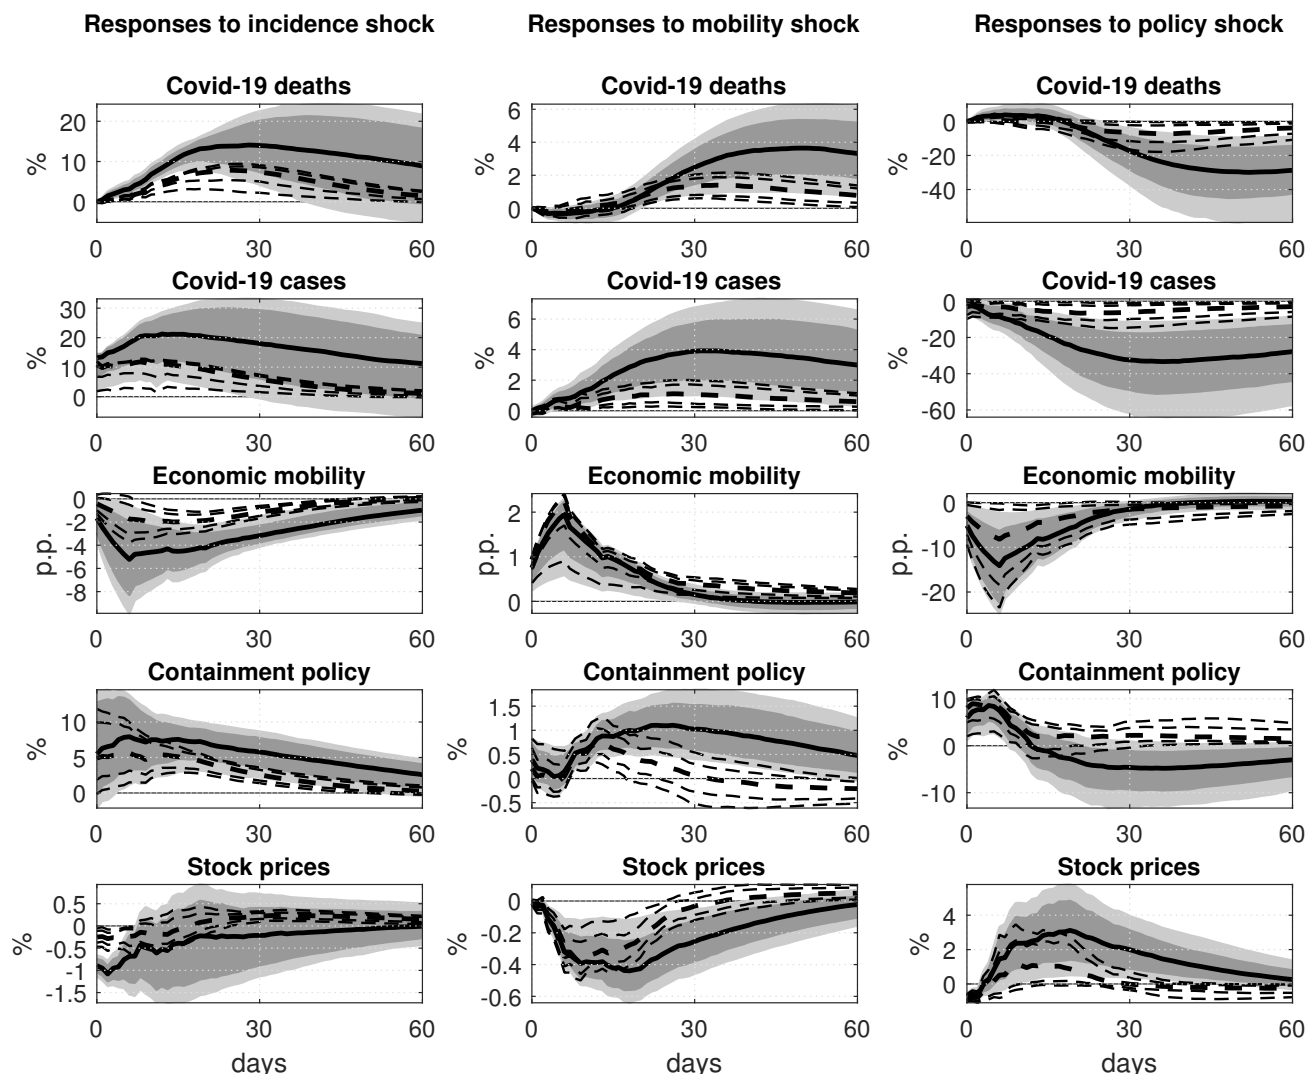 Responses to incidence shock Responses to mobility shock Responses to policy shock
Covid-19 deaths Covid-19 deaths Covid-19 deaths
20 6 0
% 10 % 4 % -20
2 -40
0 0
0 30 60 0 30 60 0 30 60
Covid-19 cases Covid-19 cases Covid-19 cases
30 6 0
20 4 -20
% 10 % 2 % -40
0 0 -60
0 30 60 0 30 60 0 30 60
Economic mobility Economic mobility Economic mobility
0 2 0
-2
p.p. -4 p.p. 1 p.p. -10
-6
-8 0 -20
0 30 60 0 30 60 0 30 60
Containment policy Containment policy Containment policy
10 1.5 10
1
% 5 % 0.5 % 0
0
0 -0.5 -10
0 30 60 0 30 60 0 30 60
Stock prices Stock prices Stock prices
0.5 0 4
0 -0.2
% -0.5 % -0.4 % 2
-1
-1.5 -0.6 0
0 30 60 0 30 60 0 30 60
days days days